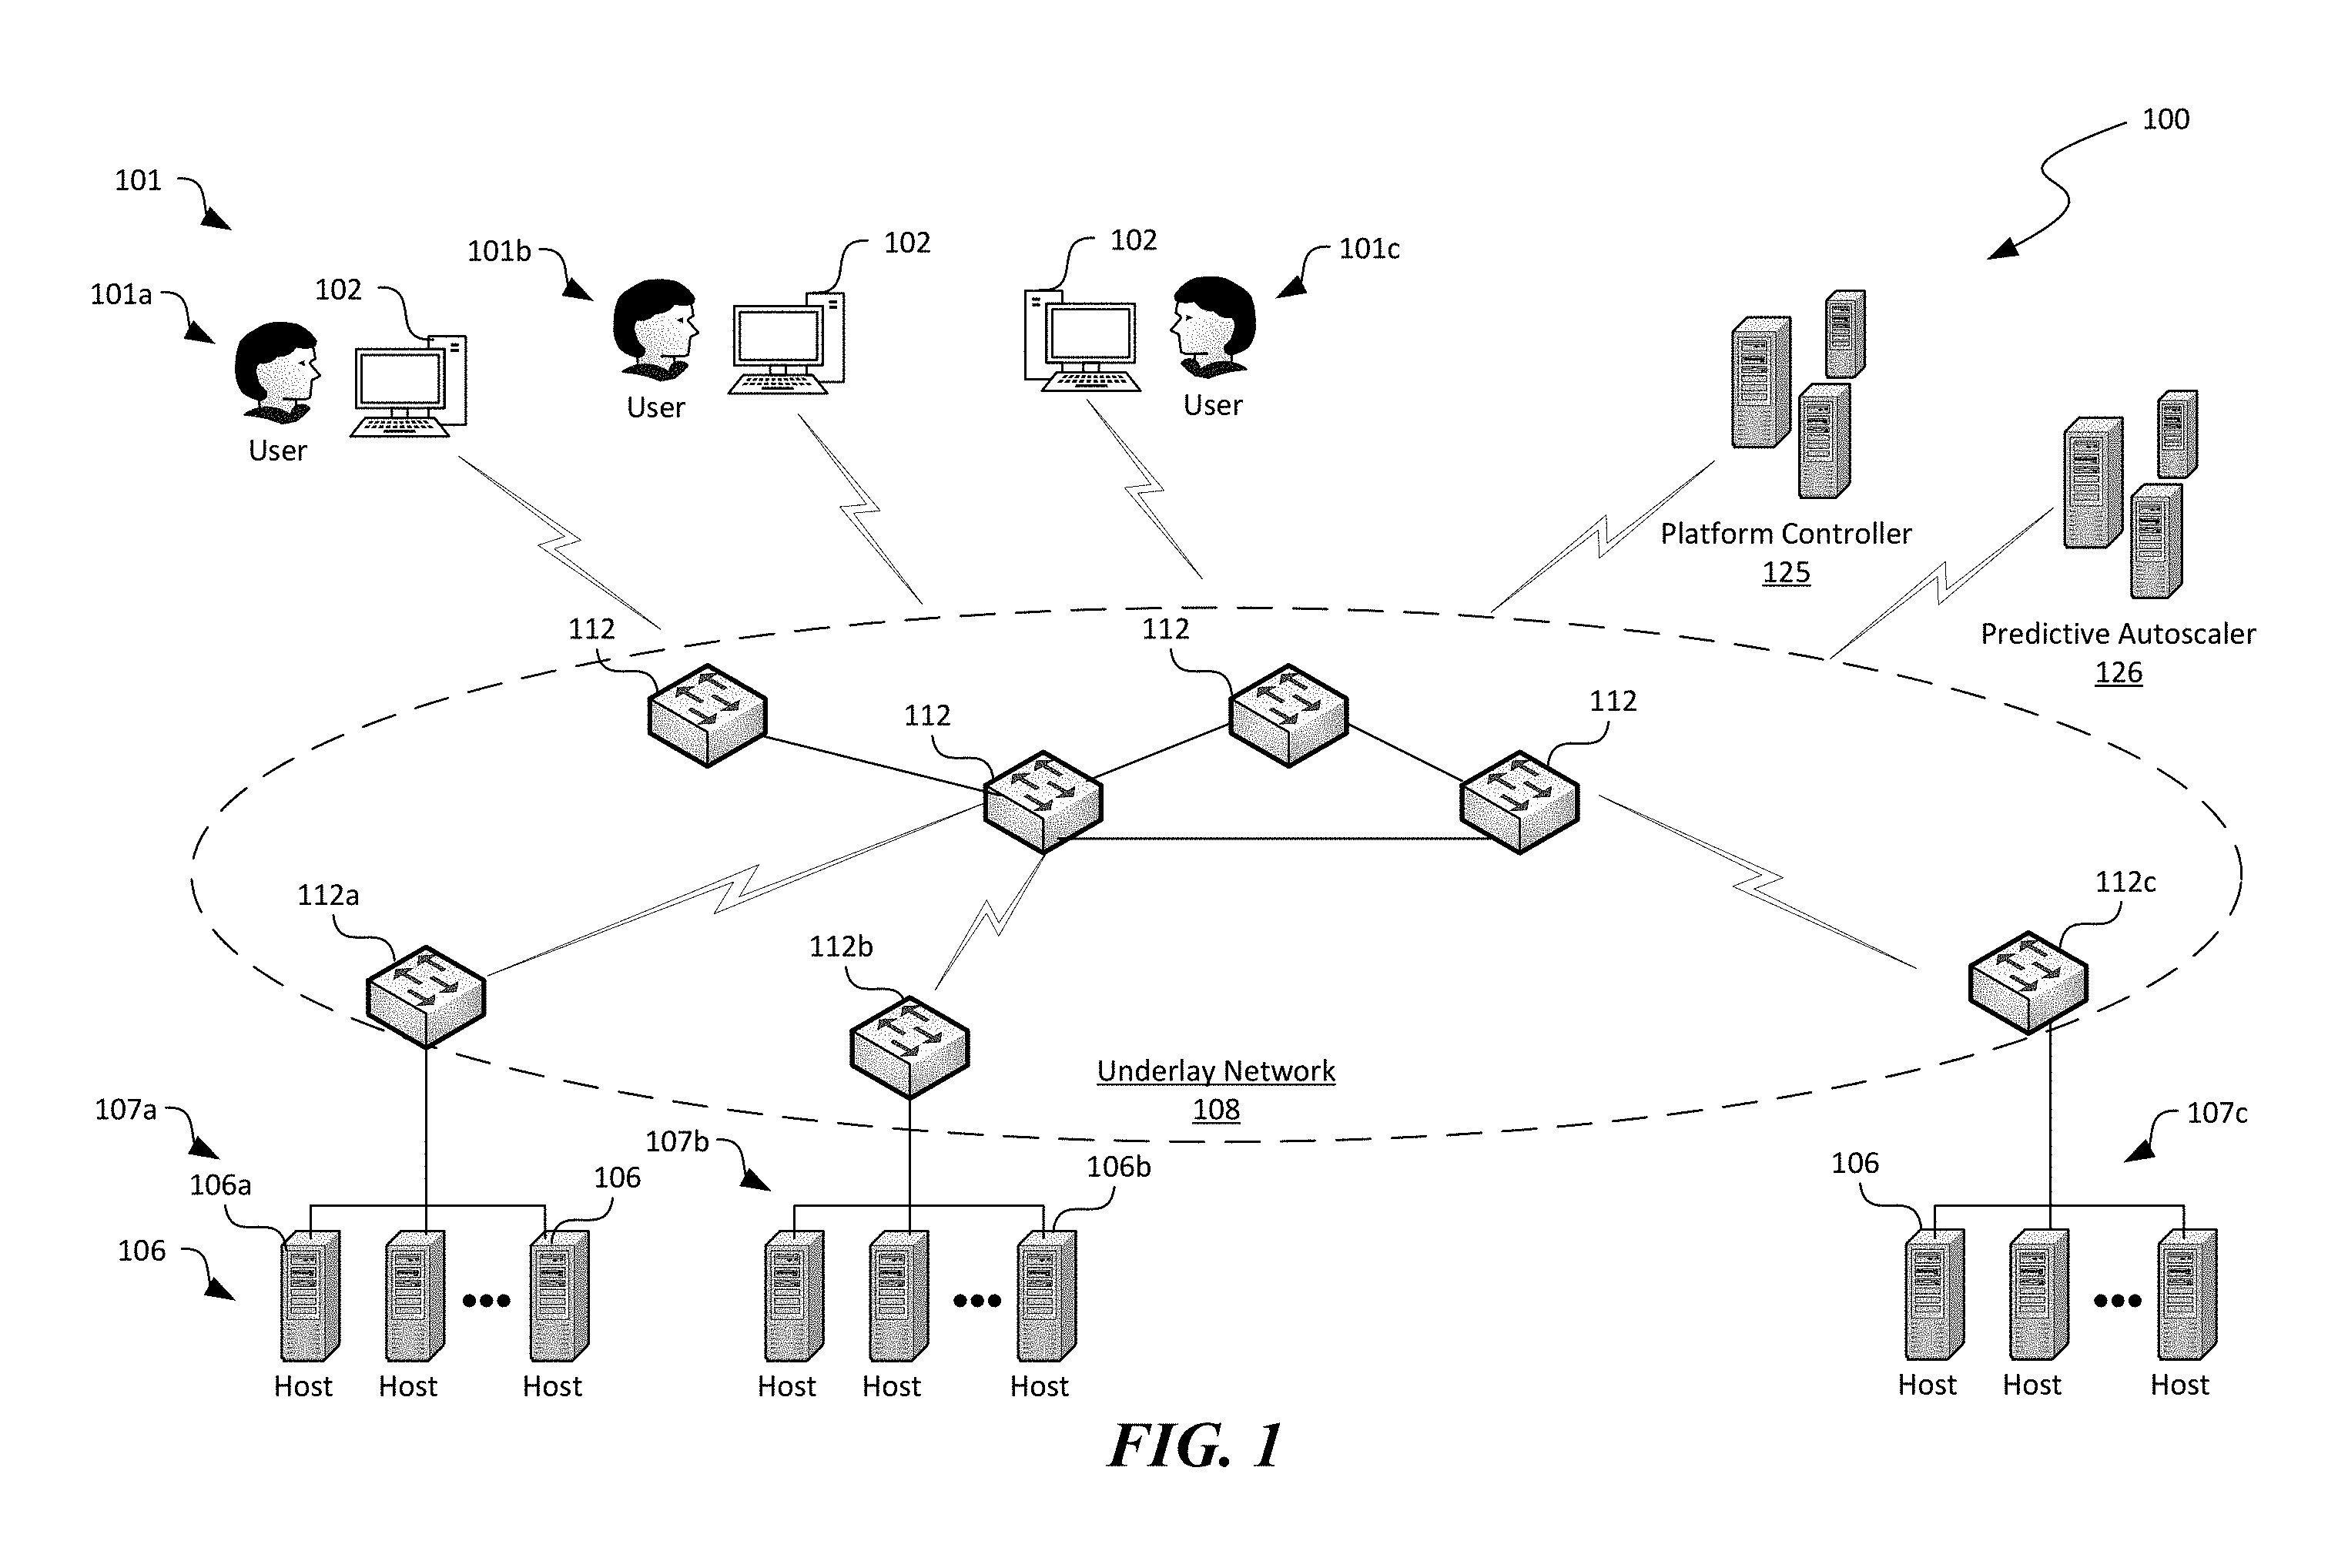 100
101
101b
102
102
101c
101a
102
User
User
User
Platform Controller
125
Predictive Autoscaler
126
112
112
112
112
112a
112b
112c
Underlay Network
108
107a
107b
107c
106a
106
106b
106
106
Host
Host
Host
Host
Host
Host
Host
Host
Host
FIG. 1